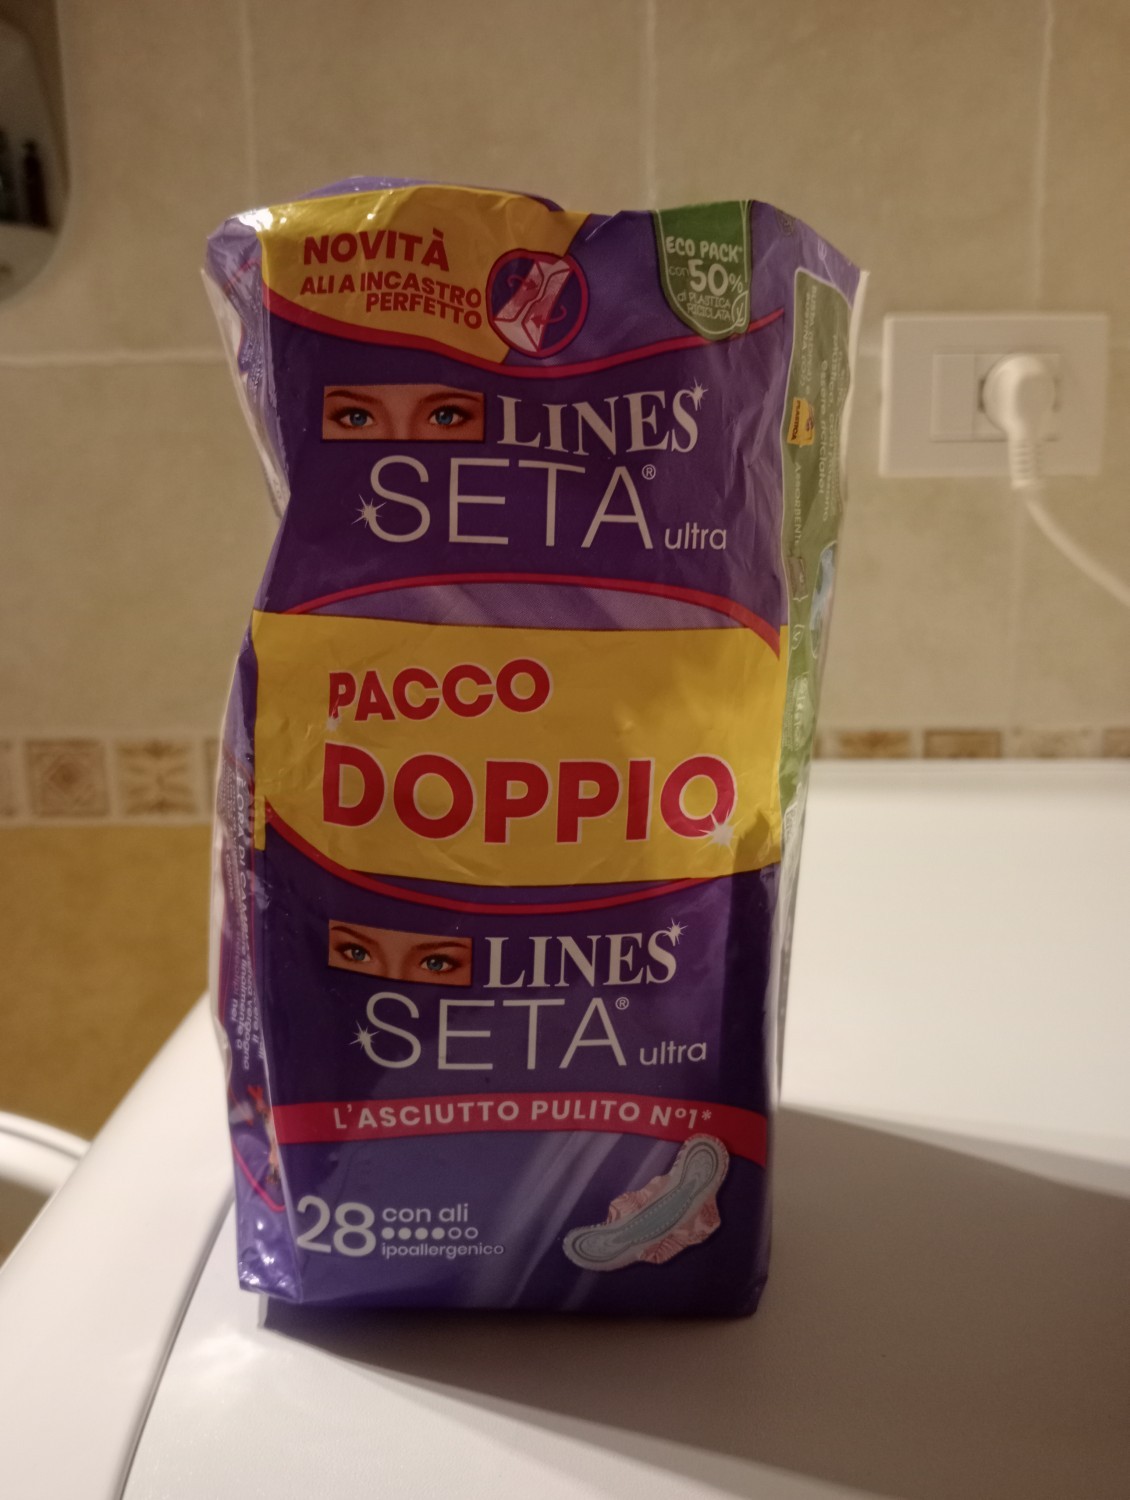 NOVITÀ
ALI A INCASTRO
PERFETTO
ECO PACK
con 50%
di PLASTICA
RICICLATA
LINES
SETA®
ultra
PACCO
DOPPIO
LINES
SETA®
ultra
L'ASCIUTTO PULITO Nº1*
28 con ali
ipoallergenico